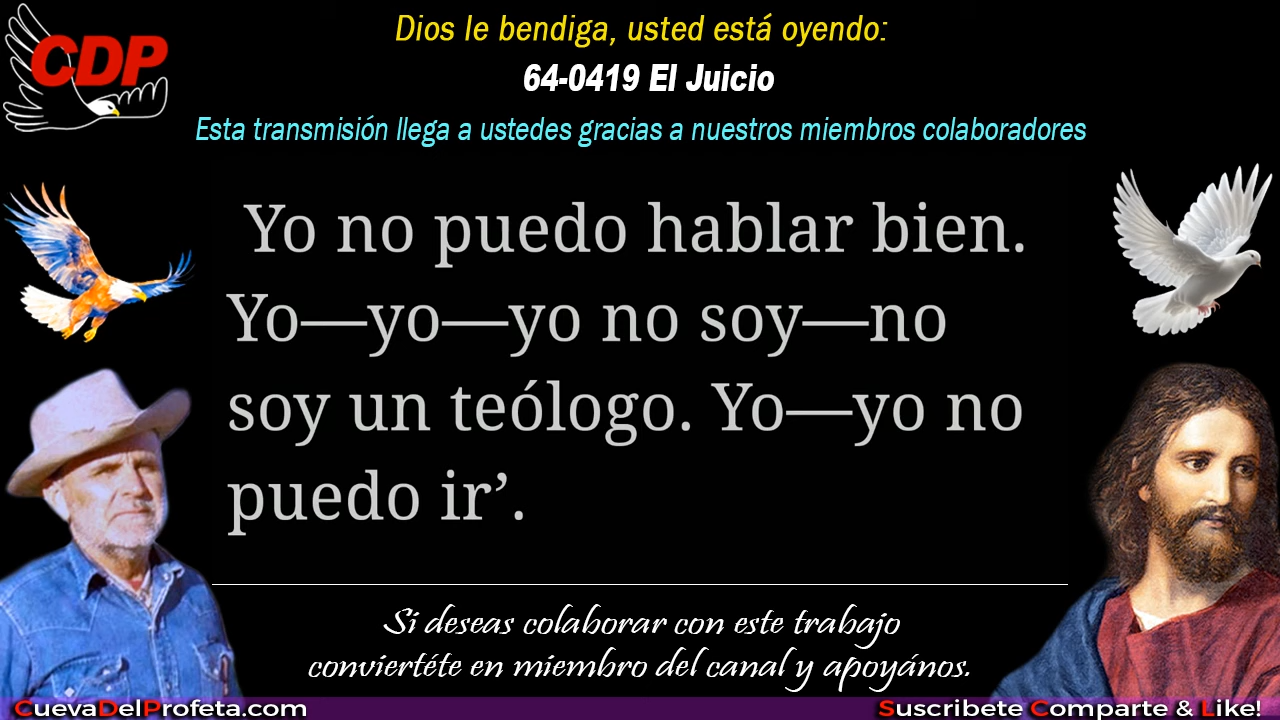 CDP
Dios le bendiga, usted está oyendo:
64-0419 El Juicio
Esta transmisión llega a ustedes gracias a nuestros miembros colaboradores
Yo no puedo hablar bien.
Yo—yo—yo no soy—no
soy un teólogo. Yo—yo no
puedo ir’.
Si deseas colaborar con este trabajo
conviertéte en miembro del canal y apoyános.
CuevaDelProfeta.com
Suscribete Comparte & Like!